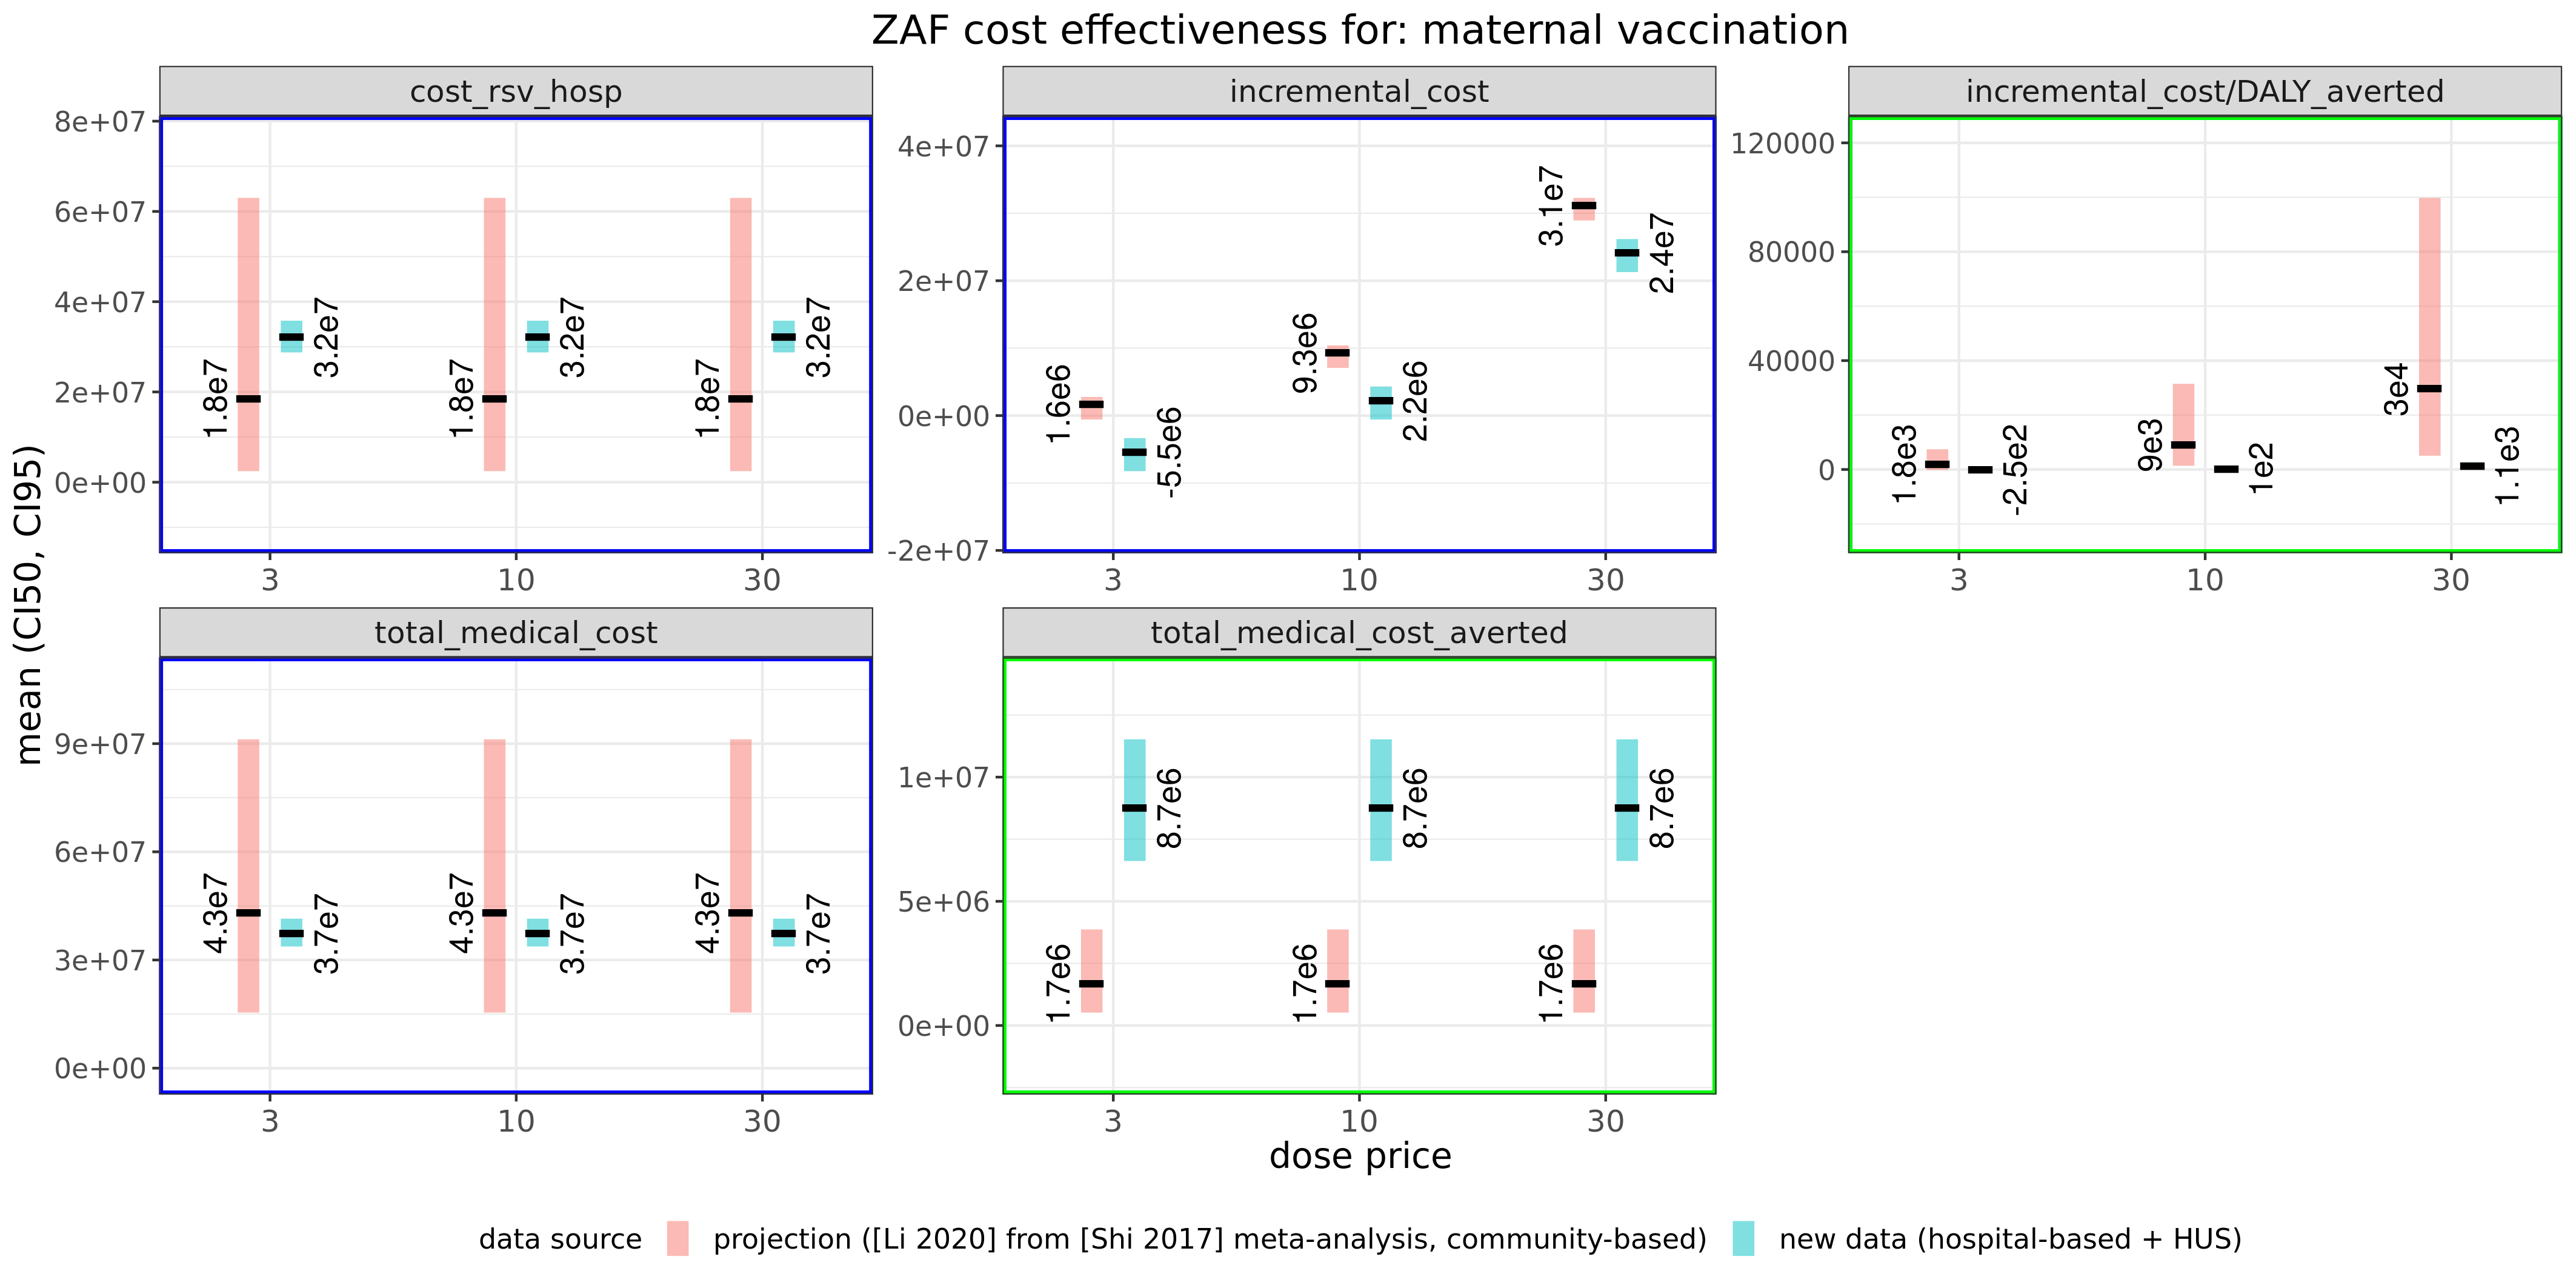 ZAF cost effectiveness for: maternal vaccination
mean (CI50, CI95)
cost_rsv_hosp
8e+07
6e+07
4e+07
2e+07
0e+00
1.8e7
3.2e7
1.8e7
3.2e7
1.8e7
3.2e7
3 10 30
incremental_cost
4e+07
2e+07
0e+00
-2e+07
1.6e6
-5.5e6
9.3e6
2.2e6
3.1e7
2.4e7
3 10 30
incremental_cost/DALY_averted
120000
80000
40000
0
1.8e3
-2.5e2
9e3
1e2
3e4
1.1e3
3 10 30
total_medical_cost
9e+07
6e+07
3e+07
0e+00
4.3e7
3.7e7
4.3e7
3.7e7
4.3e7
3.7e7
3 10 30
total_medical_cost_averted
1e+07
5e+06
0e+00
1.7e6
8.7e6
1.7e6
8.7e6
1.7e6
8.7e6
3 10 30
dose price
data source projection ([Li 2020] from [Shi 2017] meta-analysis, community-based) new data (hospital-based + HUS)